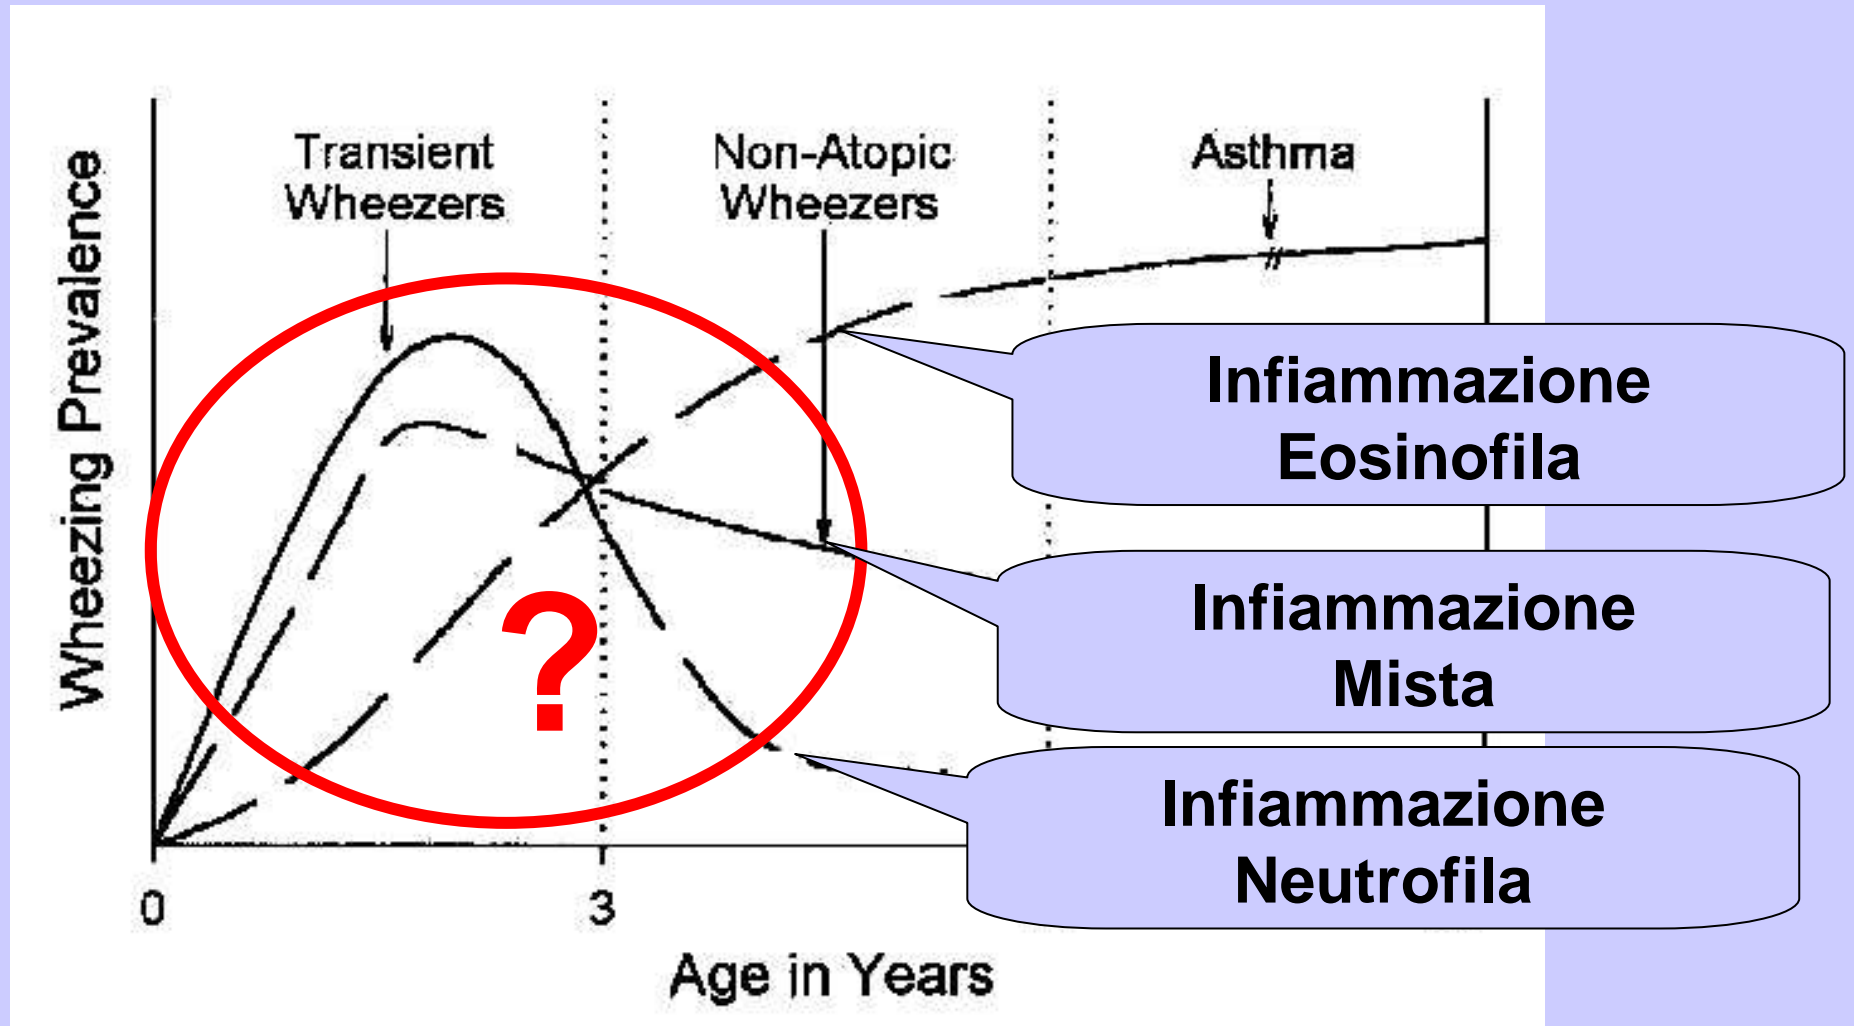 Transient
Wheezers
Non-Atopic
Wheezers
Asthma
Wheezing Prevalence
Infiammazione
Eosinofila
Infiammazione
Mista
?
Infiammazione
Neutrofila
0
3
Age in Years